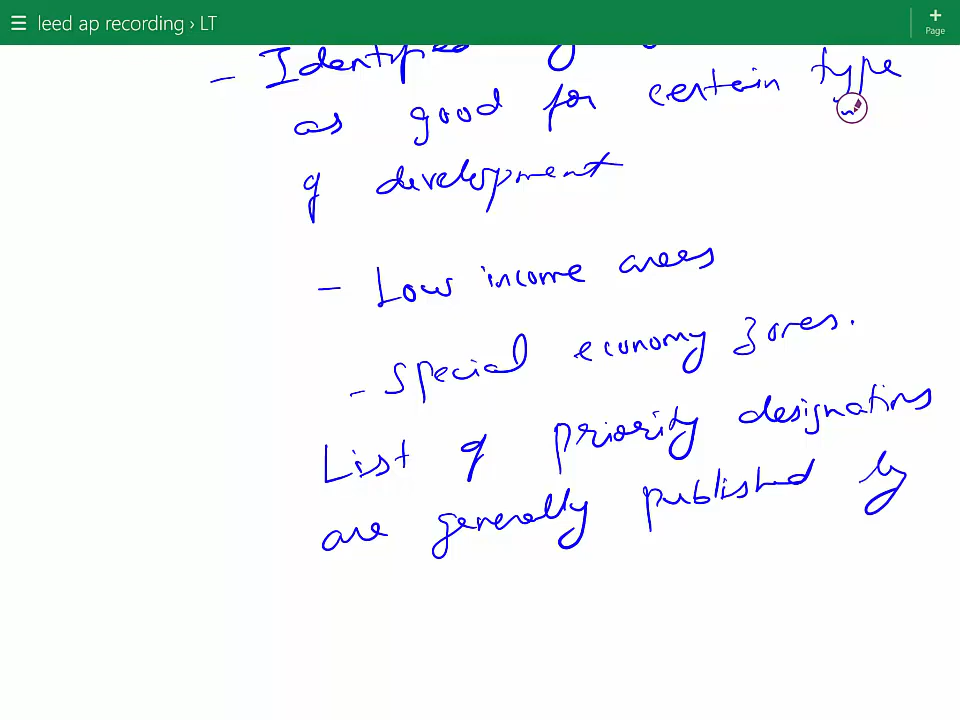 leed ap recording › LT
Page
- Identified
as good for certain type
of development
- Low income areas
- Special economy zones.
List of priority designations
are generally published by